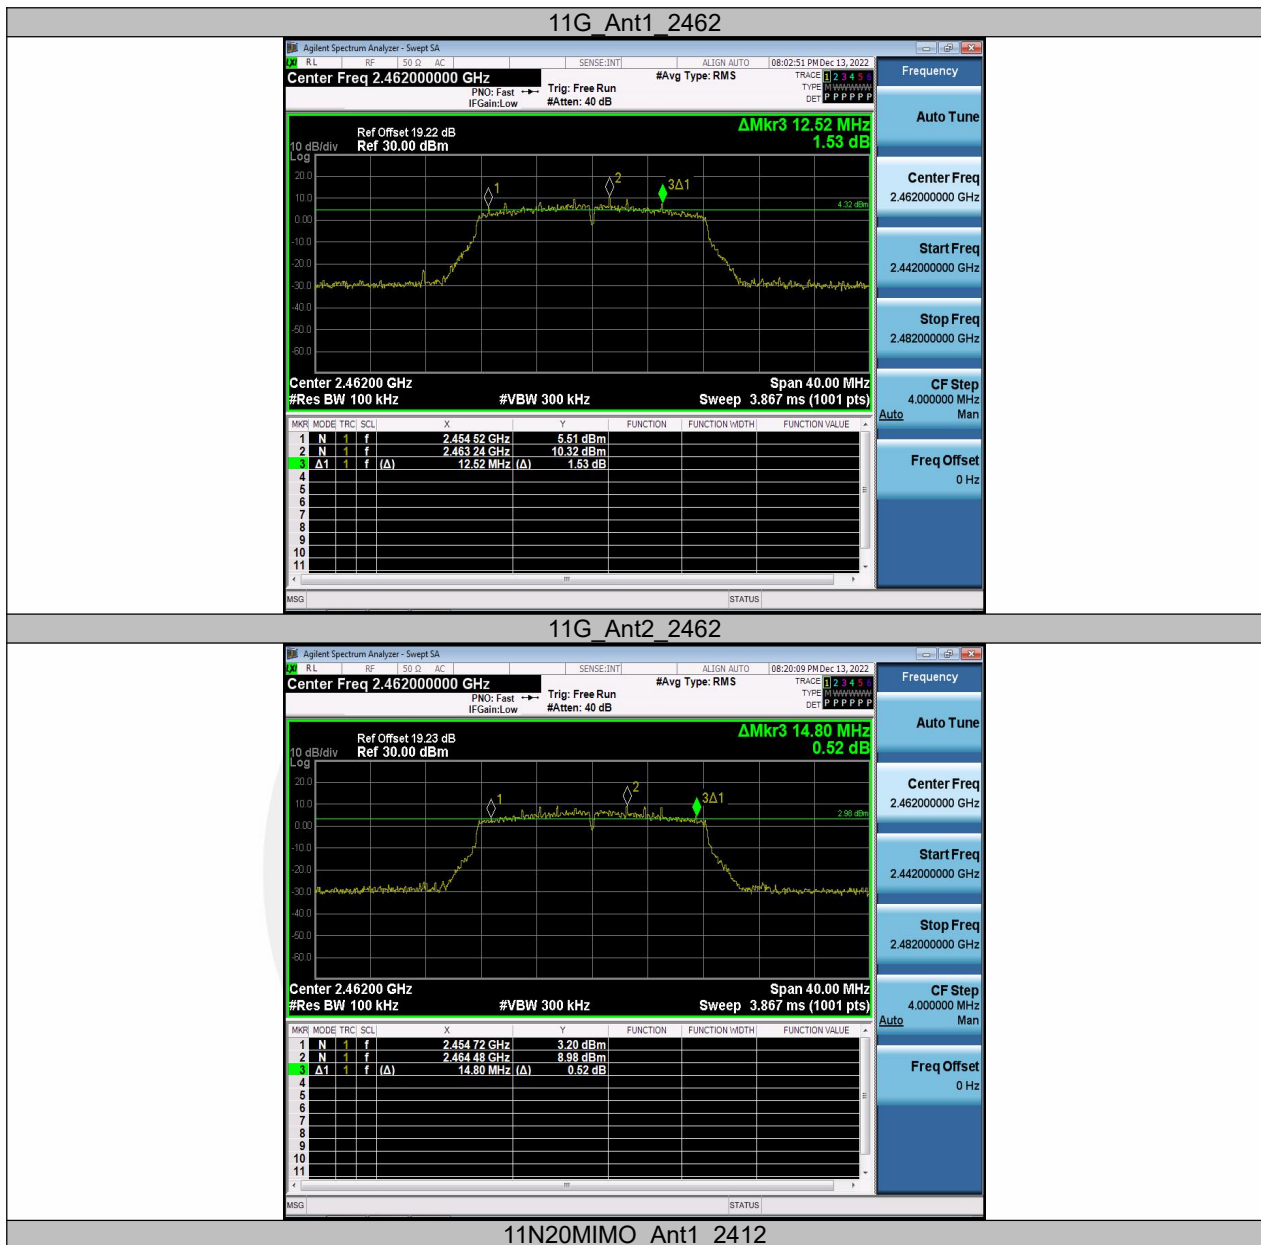 11G_Ant1_2462
Agilent Spectrum Analyzer - Swept SA
RL RF 50 Ω AC SENSE:INT ALIGN AUTO 08:02:51 PM Dec 13, 2022
Center Freq 2.462000000 GHz
#Avg Type: RMS
TRACE 1 2 3 4 5 6
PNO: Fast Trig: Free Run
TYPE M WWWWW
IFGain:Low #Atten: 40 dB
DET P P P P P P
Frequency
ΔMkr3 12.52 MHz
1.53 dB
Ref Offset 19.22 dB
10 dB/div Ref 30.00 dBm
Log
20.0
10.0
0.00
-10.0
-20.0
-30.0
-40.0
-50.0
-60.0
1
2
3Δ1
4.32 dBm
Center 2.46200 GHz Span 40.00 MHz
#Res BW 100 kHz #VBW 300 kHz Sweep 3.867 ms (1001 pts)
Auto Tune
Center Freq
2.462000000 GHz
Start Freq
2.442000000 GHz
Stop Freq
2.482000000 GHz
CF Step
4.000000 MHz
Auto Man
Freq Offset
0 Hz
MKR MODE TRC SCL X Y FUNCTION FUNCTION WIDTH FUNCTION VALUE
1 N 1 f 2.454 52 GHz 5.51 dBm
2 N 1 f 2.463 24 GHz 10.32 dBm
3 Δ1 1 f (Δ) 12.52 MHz (Δ) 1.53 dB
4
5
6
7
8
9
10
11
MSG STATUS
11G_Ant2_2462
Agilent Spectrum Analyzer - Swept SA
RL RF 50 Ω AC SENSE:INT ALIGN AUTO 08:20:09 PM Dec 13, 2022
Center Freq 2.462000000 GHz
#Avg Type: RMS
TRACE 1 2 3 4 5 6
PNO: Fast Trig: Free Run
TYPE M WWWWW
IFGain:Low #Atten: 40 dB
DET P P P P P P
Frequency
ΔMkr3 14.80 MHz
0.52 dB
Ref Offset 19.23 dB
10 dB/div Ref 30.00 dBm
Log
20.0
10.0
0.00
-10.0
-20.0
-30.0
-40.0
-50.0
-60.0
1
2
3Δ1
2.98 dBm
Center 2.46200 GHz Span 40.00 MHz
#Res BW 100 kHz #VBW 300 kHz Sweep 3.867 ms (1001 pts)
Auto Tune
Center Freq
2.462000000 GHz
Start Freq
2.442000000 GHz
Stop Freq
2.482000000 GHz
CF Step
4.000000 MHz
Auto Man
Freq Offset
0 Hz
MKR MODE TRC SCL X Y FUNCTION FUNCTION WIDTH FUNCTION VALUE
1 N 1 f 2.454 72 GHz 3.20 dBm
2 N 1 f 2.464 48 GHz 8.98 dBm
3 Δ1 1 f (Δ) 14.80 MHz (Δ) 0.52 dB
4
5
6
7
8
9
10
11
MSG STATUS
11N20MIMO_Ant1_2412